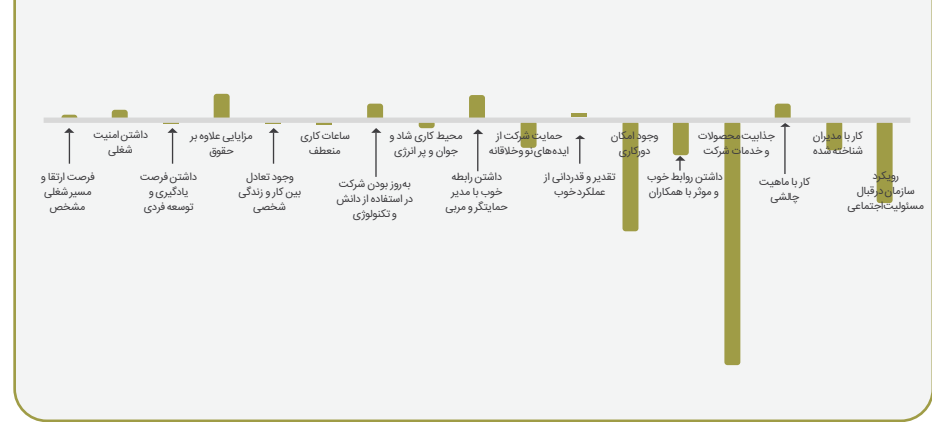 فرصت ارتقا و
مسیر شغلی
مشخص
داشتن امنیت
شغلی
داشتن فرصت
یادگیری و
توسعه فردی
مزایایی علاوه بر
حقوق
وجود تعادل
بین کار و زندگی
شخصی
ساعات کاری
منعطف
به‌روز بودن شرکت
در استفاده از دانش
و تکنولوژی
محیط کاری شاد و
جوان و پر انرژی
داشتن رابطه
خوب با مدیر
حمایتگر و مربی
حمایت شرکت از
ایده‌های نو و خلاقانه
تقدیر و قدردانی از
عملکرد خوب
وجود امکان
دورکاری
داشتن روابط خوب
و موثر با همکاران
جذابیت محصولات
و خدمات شرکت
کار با ماهیت
چالشی
کار با مدیران
شناخته شده
رویکرد
سازمان در قبال
مسئولیت اجتماعی